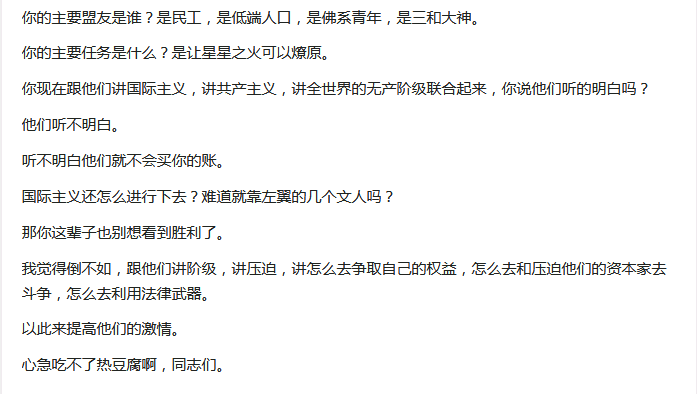 你的主要盟友是谁？是民工，是低端人口，是佛系青年，是三和大神。
你的主要任务是什么？是让星星之火可以燎原。
你现在跟他们讲国际主义，讲共产主义，讲全世界的无产阶级联合起来，你说他们听的明白吗？
他们听不明白。
听不明白他们就不会买你的账。
国际主义还怎么进行下去？难道就靠左翼的几个文人吗？
那你这辈子也别想看到胜利了。
我觉得倒不如，跟他们讲阶级，讲压迫，讲怎么去争取自己的权益，怎么去和压迫他们的资本家去
斗争，怎么去利用法律武器。
以此来提高他们的激情。
心急吃不了热豆腐啊，同志们。